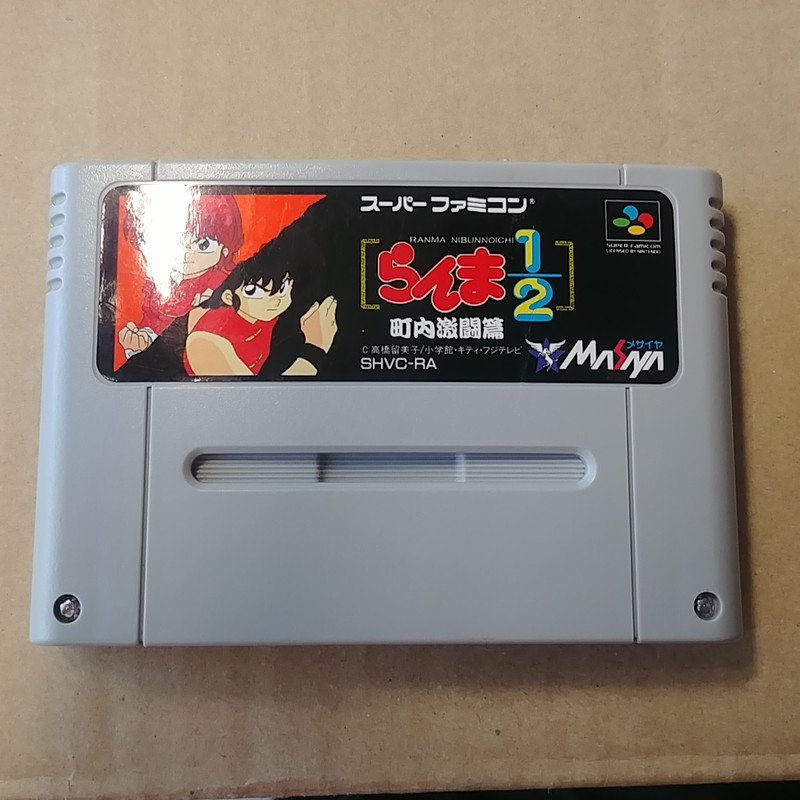 スーパーファミコン®
SUPER FAMICOM
LICENSED BY NINTENDO
RANMA NIBUNNOICHI
らんま1/2
町内激闘篇
©高橋留美子/小学館・キティ・フジテレビ
SHVC-RA
メサイヤ
MASAYA